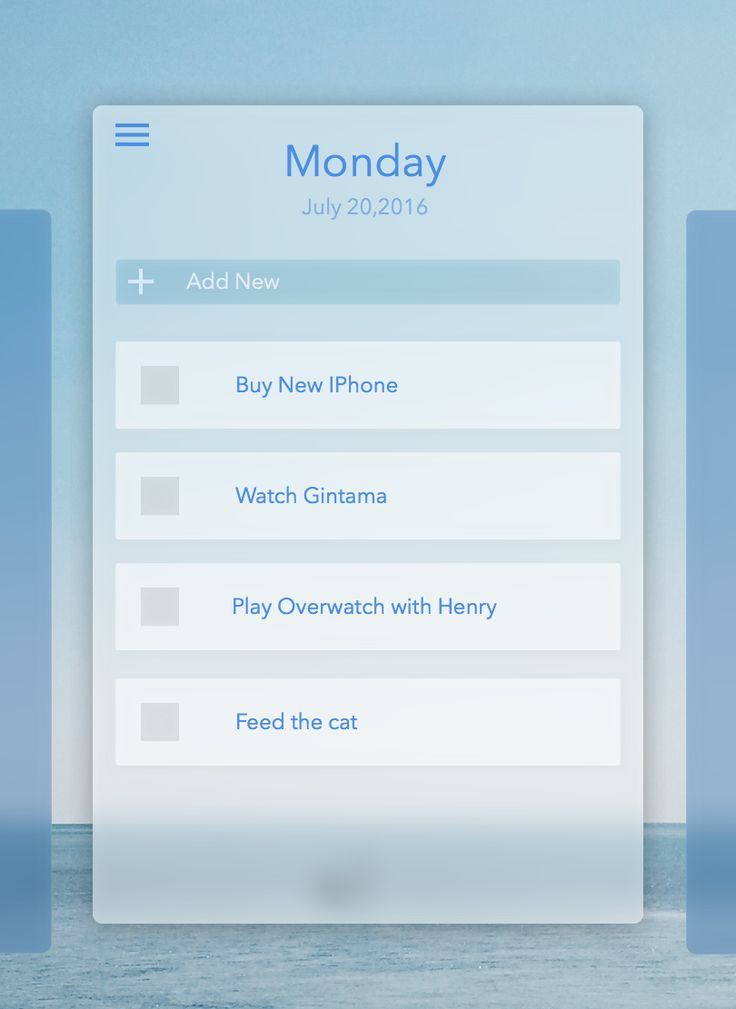 Monday
July 20,2016
Add New
Buy New IPhone
Watch Gintama
Play Overwatch with Henry
Feed the cat